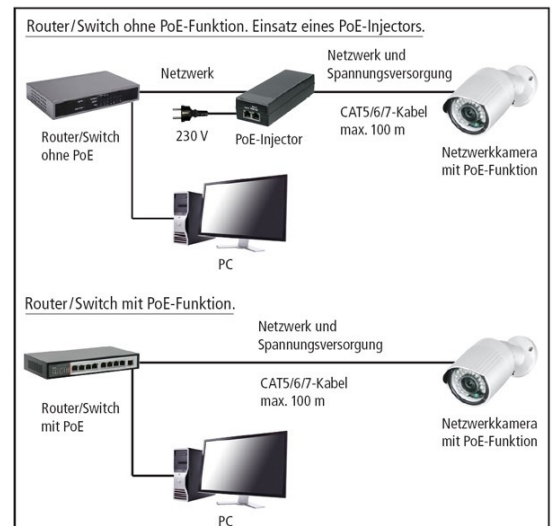 Router/Switch ohne PoE-Funktion. Einsatz eines PoE-Injectors.
Netzwerk
Netzwerk und
Spannungsversorgung
CAT5/6/7-Kabel
max. 100 m
Router/Switch
ohne PoE
230 V
PoE-Injector
Netzwerkkamera
mit PoE-Funktion
PC
Router/Switch mit PoE-Funktion.
Netzwerk und
Spannungsversorgung
CAT5/6/7-Kabel
max. 100 m
Router/Switch
mit PoE
Netzwerkkamera
mit PoE-Funktion
PC